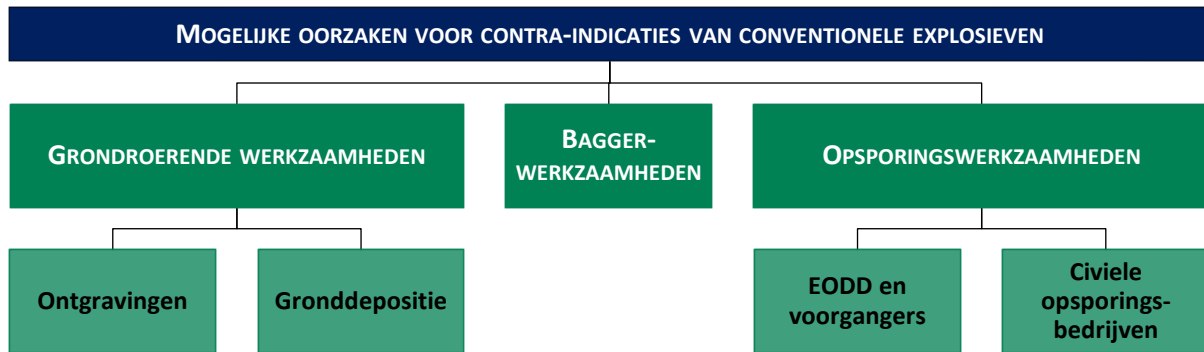 MOGELIJKE OORZAKEN VOOR CONTRA-INDICATIES VAN CONVENTIONELE EXPLOSIEVEN
GRONDROERENDE WERKZAAMHEDEN
BAGGER-
WERKZAAMHEDEN
OPSPORINGSWERKZAAMHEDEN
Ontgravingen
Gronddepositie
EODD en
voorgangers
Civiele
opsporings-
bedrijven